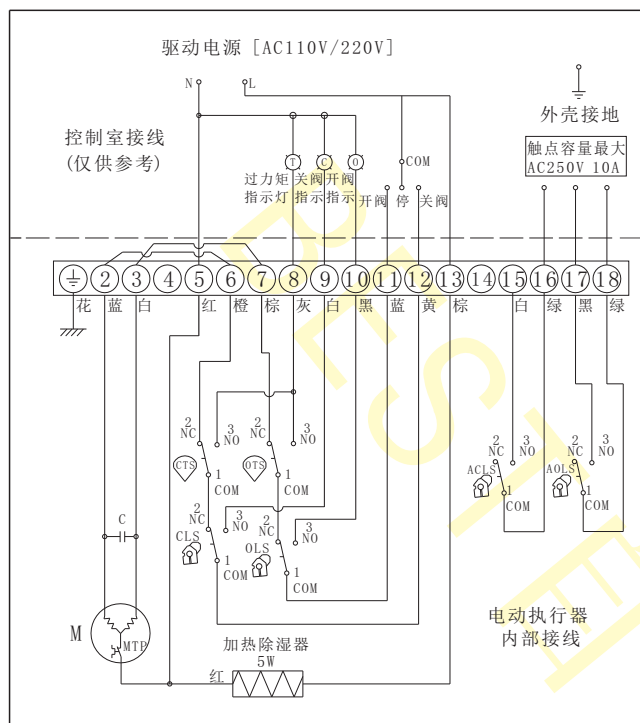 驱动电源 [AC110V/220V]
N
L
外壳接地
控制室接线
(仅供参考)
触点容量最大
AC250V 10A
T
C
O
COM
过力矩
指示灯
关阀
指示
开阀
指示
开阀
停
关阀
2
3
4
5
6
7
8
9
10
11
12
13
14
15
16
17
18
花
蓝
白
红
橙
棕
灰
白
黑
蓝
黄
棕
白
绿
黑
绿
2
NC
3
NO
CTS
1
COM
2
NC
3
NO
OTS
1
COM
2
NC
3
NO
CLS
1
COM
2
NC
3
NO
OLS
1
COM
2
NC
3
NO
ACLS
1
COM
2
NC
3
NO
AOLS
1
COM
C
M
MTP
加热除湿器
5W
红
电动执行器
内部接线
BESTE